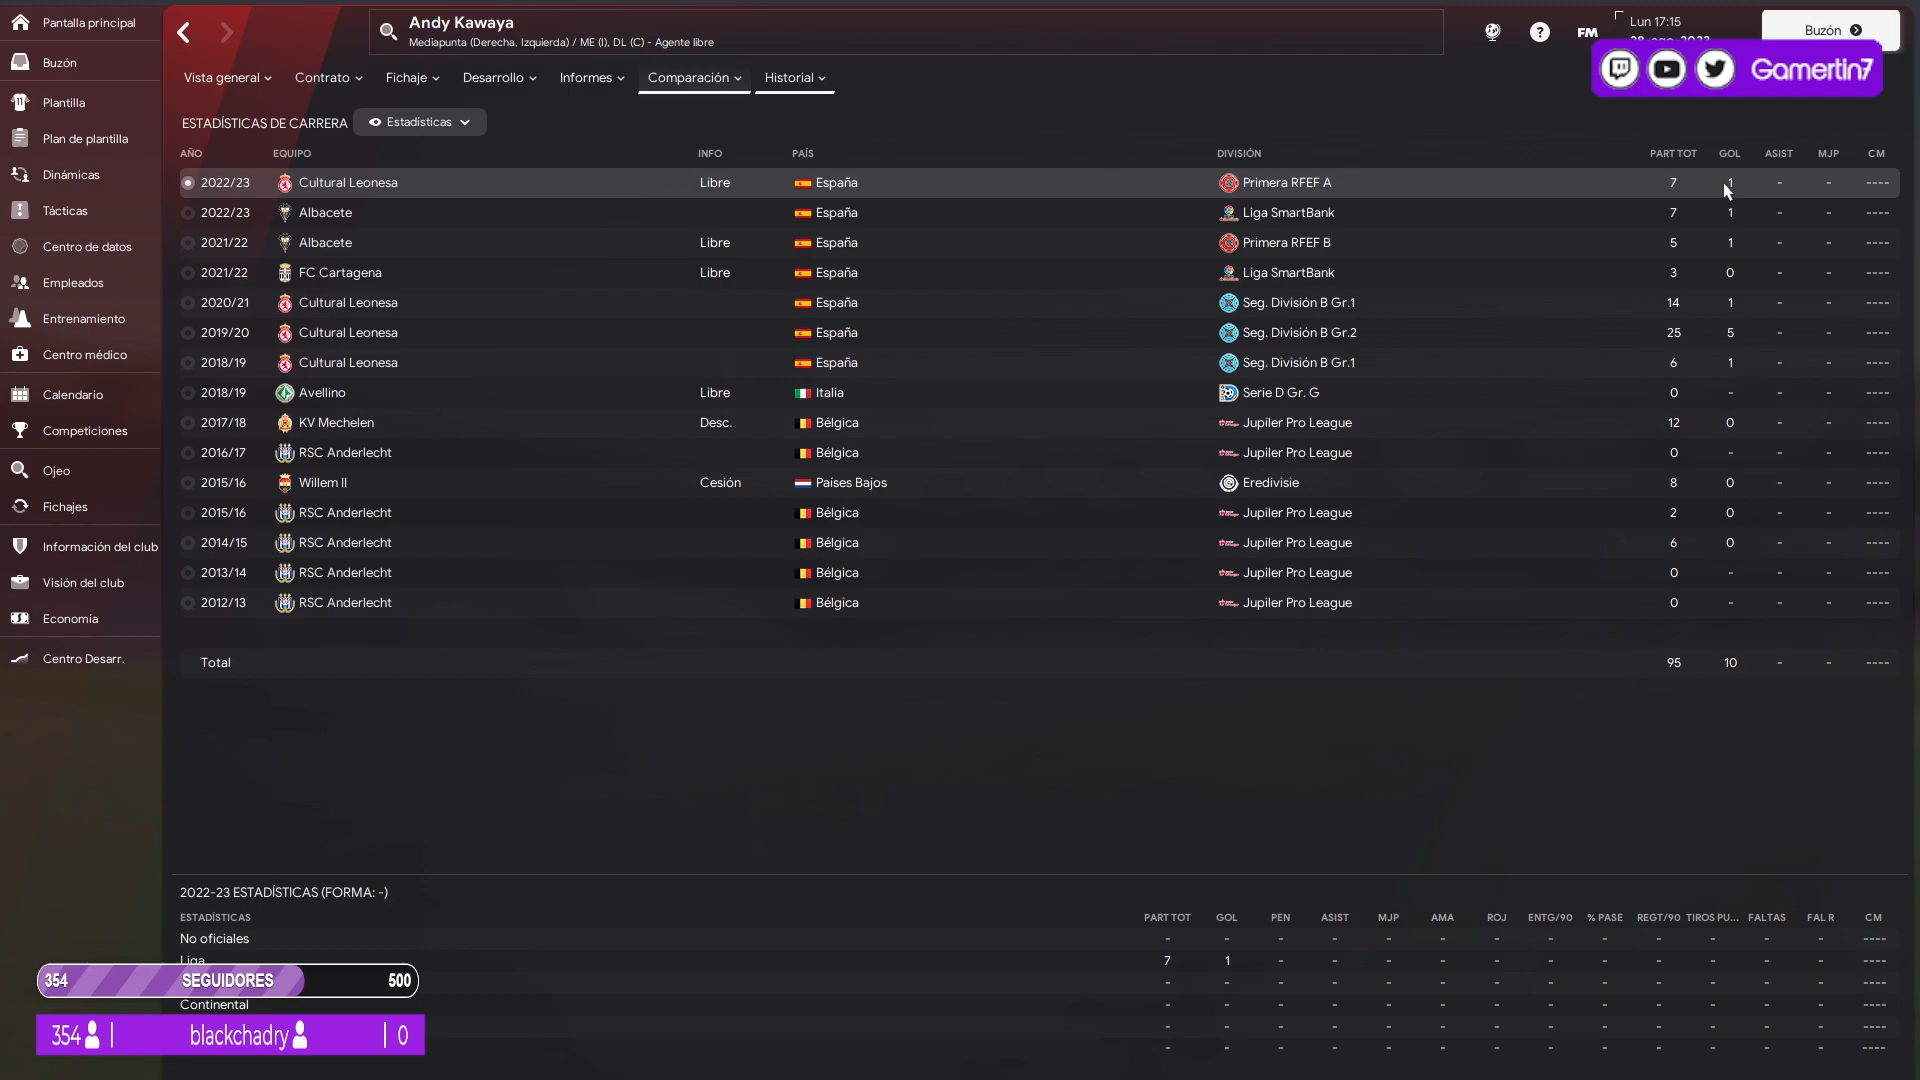 Pantalla principal
Buzón
Plantilla
Plan de plantilla
Dinámicas
Tácticas
Centro de datos
Empleados
Entrenamiento
Centro médico
Calendario
Competiciones
Ojeo
Fichajes
Información del club
Visión del club
Economía
Centro Desarr.
Andy Kawaya
Mediapunta (Derecha, Izquierda) / ME (I), DL (C) - Agente libre
FM
Lun 17:15
Buzón
Gamertin7
Vista general Contrato Fichaje Desarrollo Informes Comparación Historial
ESTADÍSTICAS DE CARRERA Estadísticas
AÑO EQUIPO INFO PAÍS DIVISIÓN PART TOT GOL ASIST MJP CM
2022/23 Cultural Leonesa Libre España Primera RFEF A 7 1 - - ----
2022/23 Albacete España Liga SmartBank 7 1 - - ----
2021/22 Albacete Libre España Primera RFEF B 5 1 - - ----
2021/22 FC Cartagena Libre España Liga SmartBank 3 0 - - ----
2020/21 Cultural Leonesa España Seg. División B Gr.1 14 1 - - ----
2019/20 Cultural Leonesa España Seg. División B Gr.2 25 5 - - ----
2018/19 Cultural Leonesa España Seg. División B Gr.1 6 1 - - ----
2018/19 Avellino Libre Italia Serie D Gr. G 0 - - - ----
2017/18 KV Mechelen Desc. Bélgica Jupiler Pro League 12 0 - - ----
2016/17 RSC Anderlecht Bélgica Jupiler Pro League 0 - - - ----
2015/16 Willem II Cesión Países Bajos Eredivisie 8 0 - - ----
2015/16 RSC Anderlecht Bélgica Jupiler Pro League 2 0 - - ----
2014/15 RSC Anderlecht Bélgica Jupiler Pro League 6 0 - - ----
2013/14 RSC Anderlecht Bélgica Jupiler Pro League 0 - - - ----
2012/13 RSC Anderlecht Bélgica Jupiler Pro League 0 - - - ----
Total 95 10 - - ----
2022-23 ESTADÍSTICAS (FORMA: -)
ESTADÍSTICAS PART TOT GOL PEN ASIST MJP AMA ROJ ENTG/90 % PASE REGT/90 TIROS PU... FALTAS FAL R CM
No oficiales - - - - - - - - - - - - - ----
Liga 7 1 - - - - - - - - - - - ----
354 SEGUIDORES 500
- - - - - - - - - - - - - ----
Continental - - - - - - - - - - - - - ----
- - - - - - - - - - - - - ----
354 | blackchadry | 0
- - - - - - - - - - - - - ----